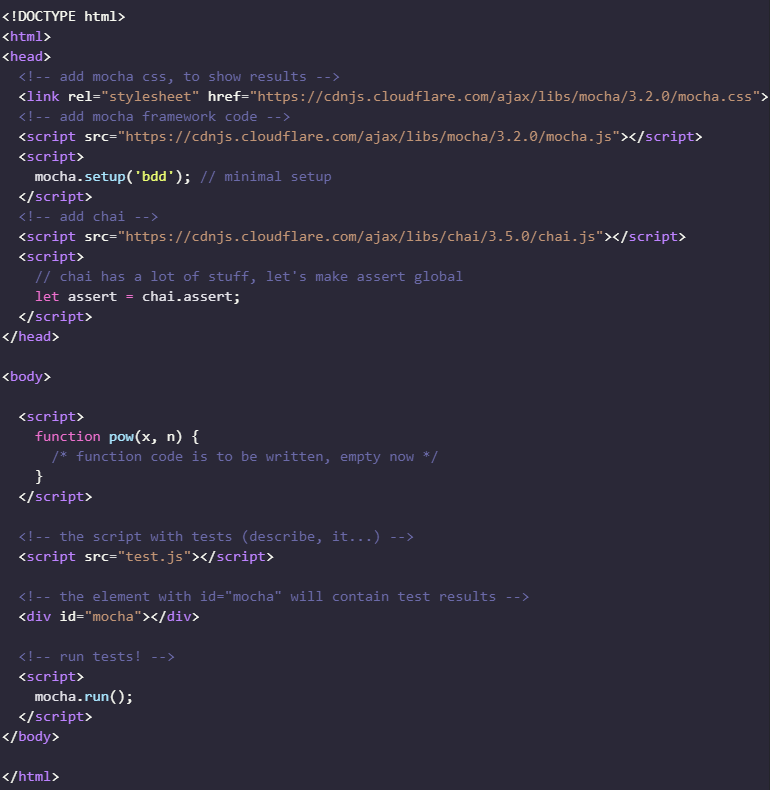 <!DOCTYPE html>
<html>
<head>
  <!-- add mocha css, to show results -->
  <link rel="stylesheet" href="https://cdnjs.cloudflare.com/ajax/libs/mocha/3.2.0/mocha.css">
  <!-- add mocha framework code -->
  <script src="https://cdnjs.cloudflare.com/ajax/libs/mocha/3.2.0/mocha.js"></script>
  <script>
    mocha.setup('bdd'); // minimal setup
  </script>
  <!-- add chai -->
  <script src="https://cdnjs.cloudflare.com/ajax/libs/chai/3.5.0/chai.js"></script>
  <script>
    // chai has a lot of stuff, let's make assert global
    let assert = chai.assert;
  </script>
</head>

<body>

  <script>
    function pow(x, n) {
      /* function code is to be written, empty now */
    }
  </script>

  <!-- the script with tests (describe, it...) -->
  <script src="test.js"></script>

  <!-- the element with id="mocha" will contain test results -->
  <div id="mocha"></div>

  <!-- run tests! -->
  <script>
    mocha.run();
  </script>
</body>

</html>